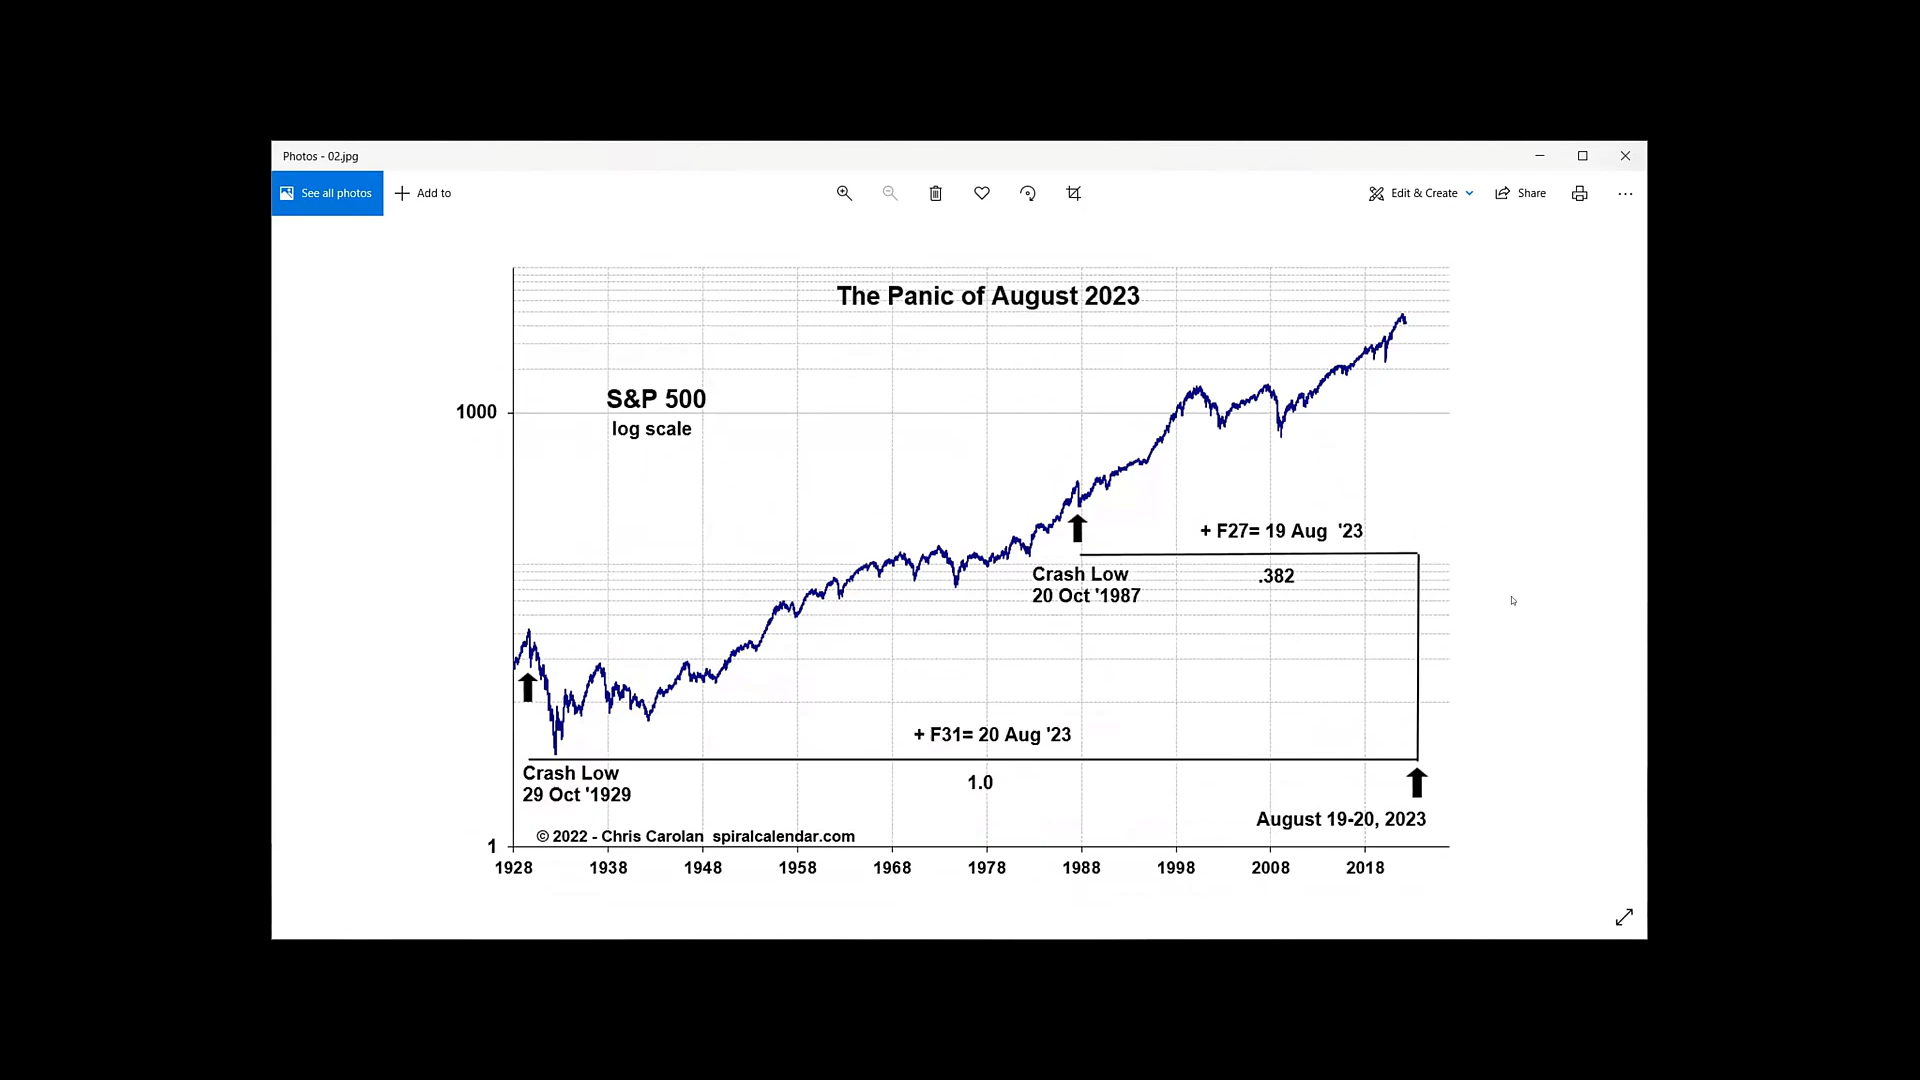 Photos - 02.jpg
See all photos
Add to
Edit & Create
Share
The Panic of August 2023
S&P 500
log scale
1000
+ F27= 19 Aug '23
.382
Crash Low
20 Oct '1987
+ F31= 20 Aug '23
1.0
Crash Low
29 Oct '1929
August 19-20, 2023
© 2022 - Chris Carolan spiralcalendar.com
1
1928 1938 1948 1958 1968 1978 1988 1998 2008 2018